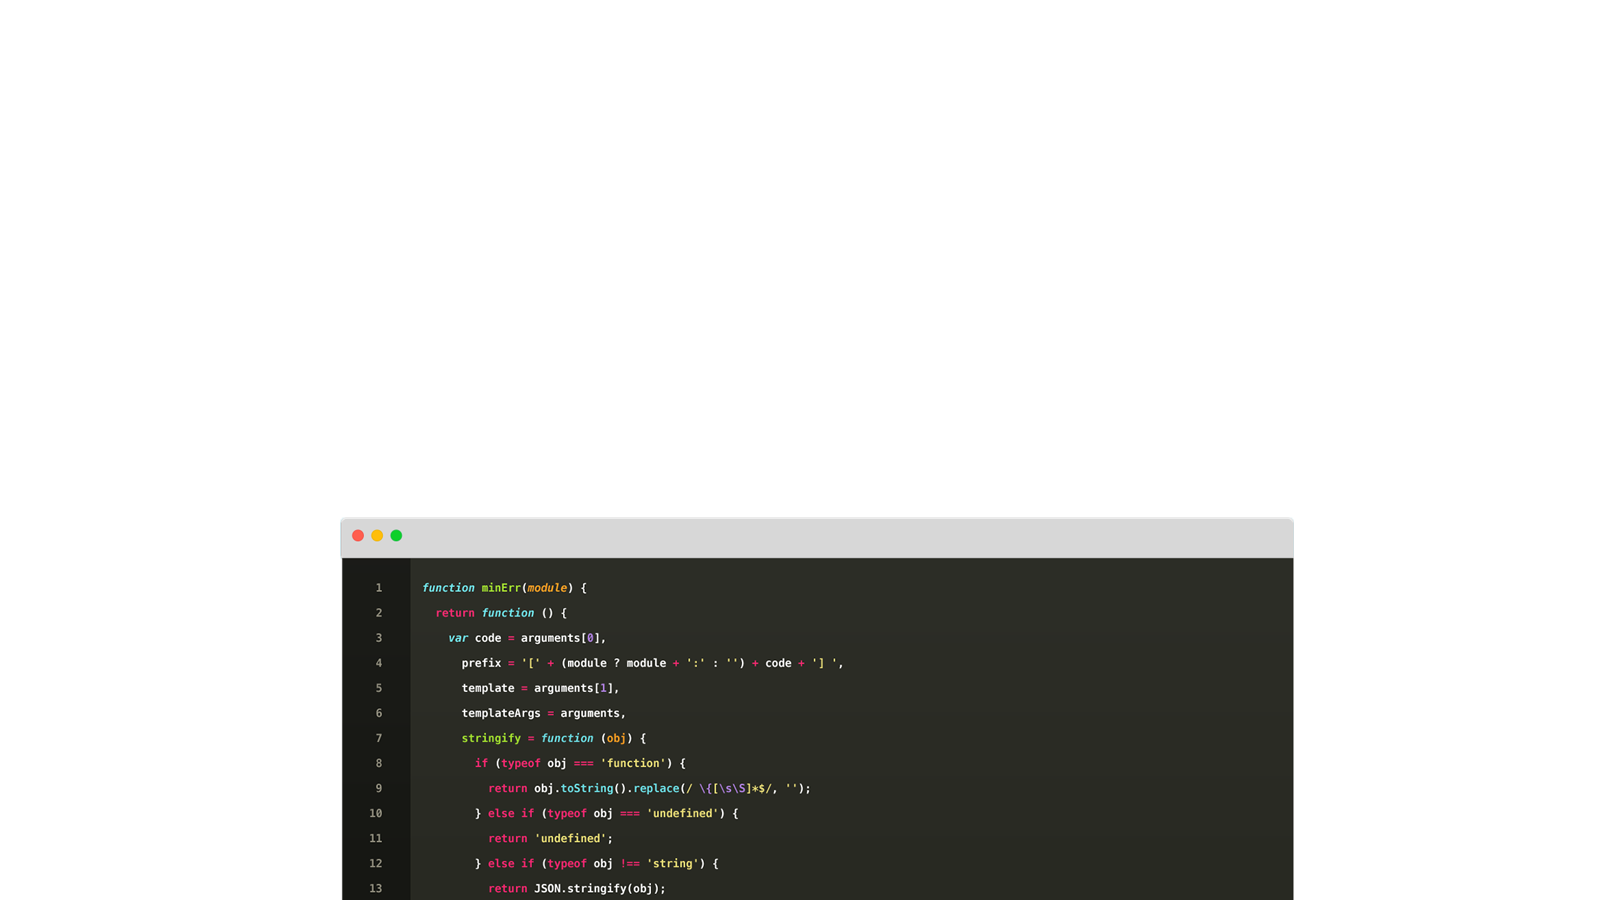 1 function minErr(module) {
2 return function () {
3 var code = arguments[0],
4 prefix = '[' + (module ? module + ':' : '') + code + '] ',
5 template = arguments[1],
6 templateArgs = arguments,
7 stringify = function (obj) {
8 if (typeof obj === 'function') {
9 return obj.toString().replace(/ \{[\s\S]*$/, '');
10 } else if (typeof obj === 'undefined') {
11 return 'undefined';
12 } else if (typeof obj !== 'string') {
13 return JSON.stringify(obj);